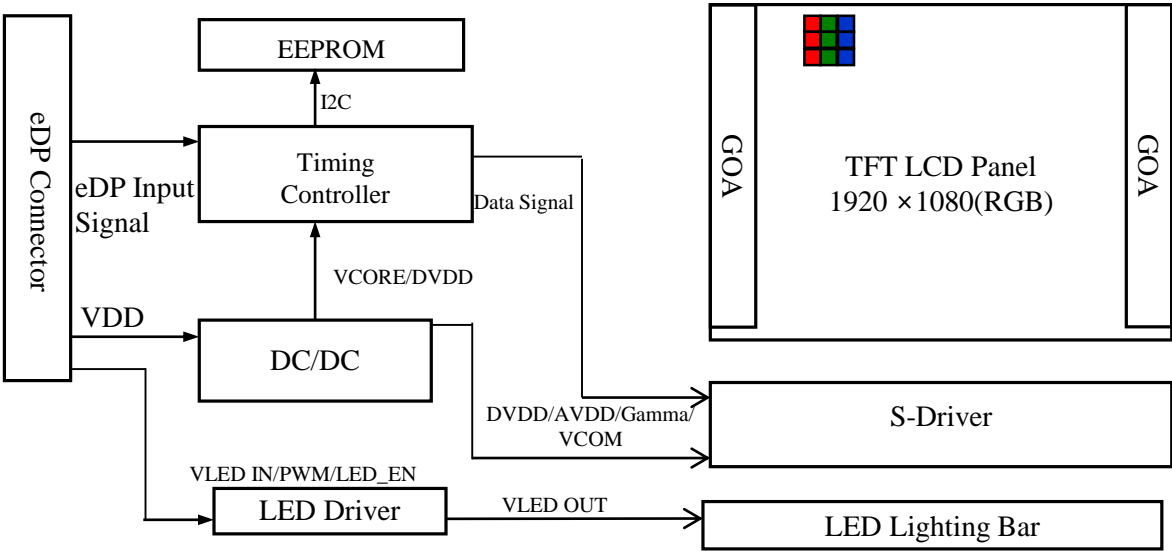 EEPROM
I2C
eDP Connector
eDP Input
Signal
Timing
Controller
Data Signal
VCORE/DVDD
VDD
DC/DC
DVDD/AVDD/Gamma/
VCOM
VLED IN/PWM/LED_EN
LED Driver
VLED OUT
GOA
TFT LCD Panel
1920 ×1080(RGB)
GOA
S-Driver
LED Lighting Bar